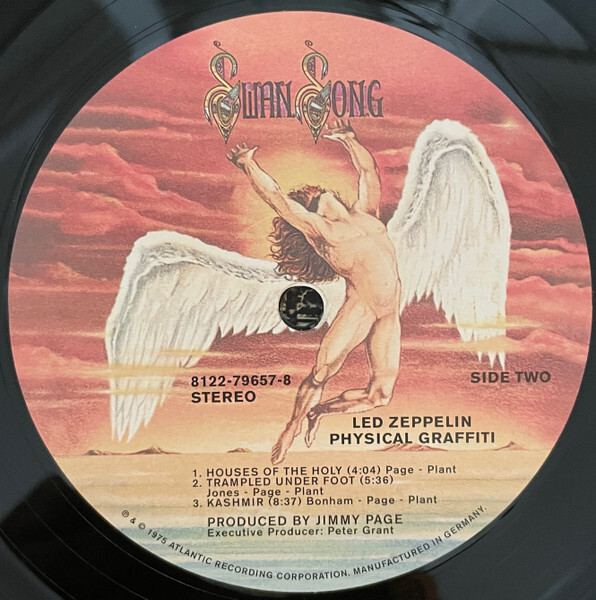 SWAN SONG
8122-79657-8
STEREO
SIDE TWO
LED ZEPPELIN
PHYSICAL GRAFFITI
1. HOUSES OF THE HOLY (4:04) Page - Plant
2. TRAMPLED UNDER FOOT (5:36)
Jones - Page - Plant
3. KASHMIR (8:37) Bonham - Page - Plant
PRODUCED BY JIMMY PAGE
Executive Producer: Peter Grant
℗ & © 1975 ATLANTIC RECORDING CORPORATION. MANUFACTURED IN GERMANY.